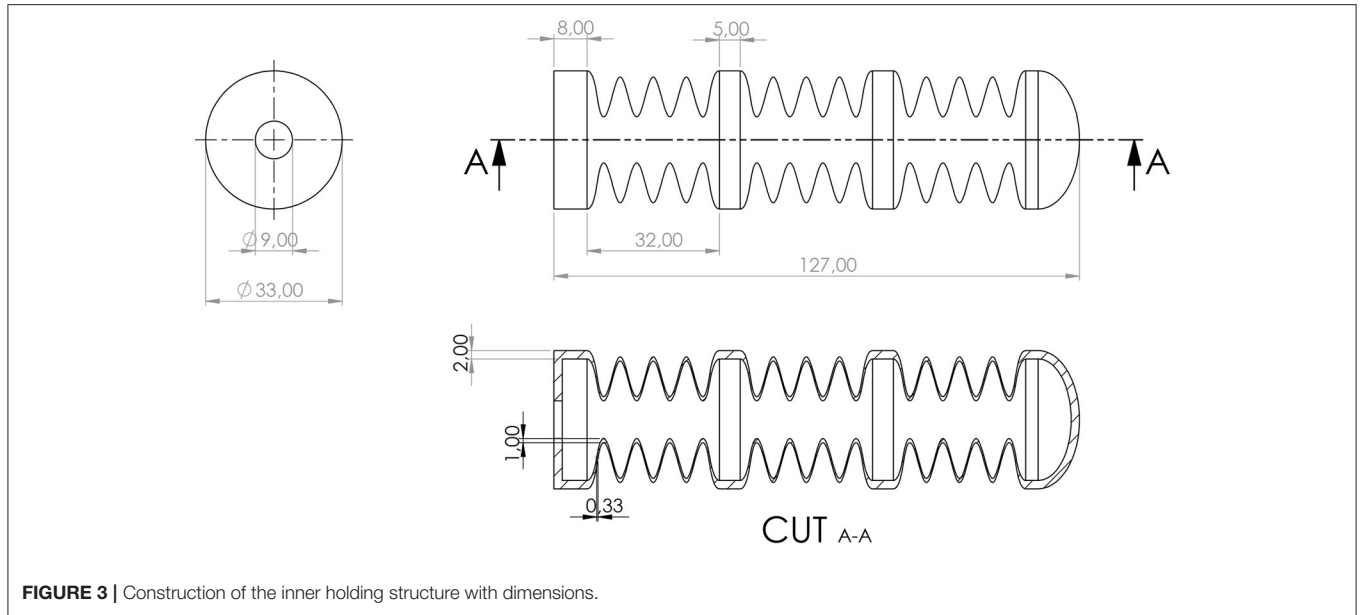 8,00
5,00
A
A
Ø9,00
Ø33,00
32,00
127,00
2,00
1,00
0,33
CUT A-A
FIGURE 3 | Construction of the inner holding structure with dimensions.